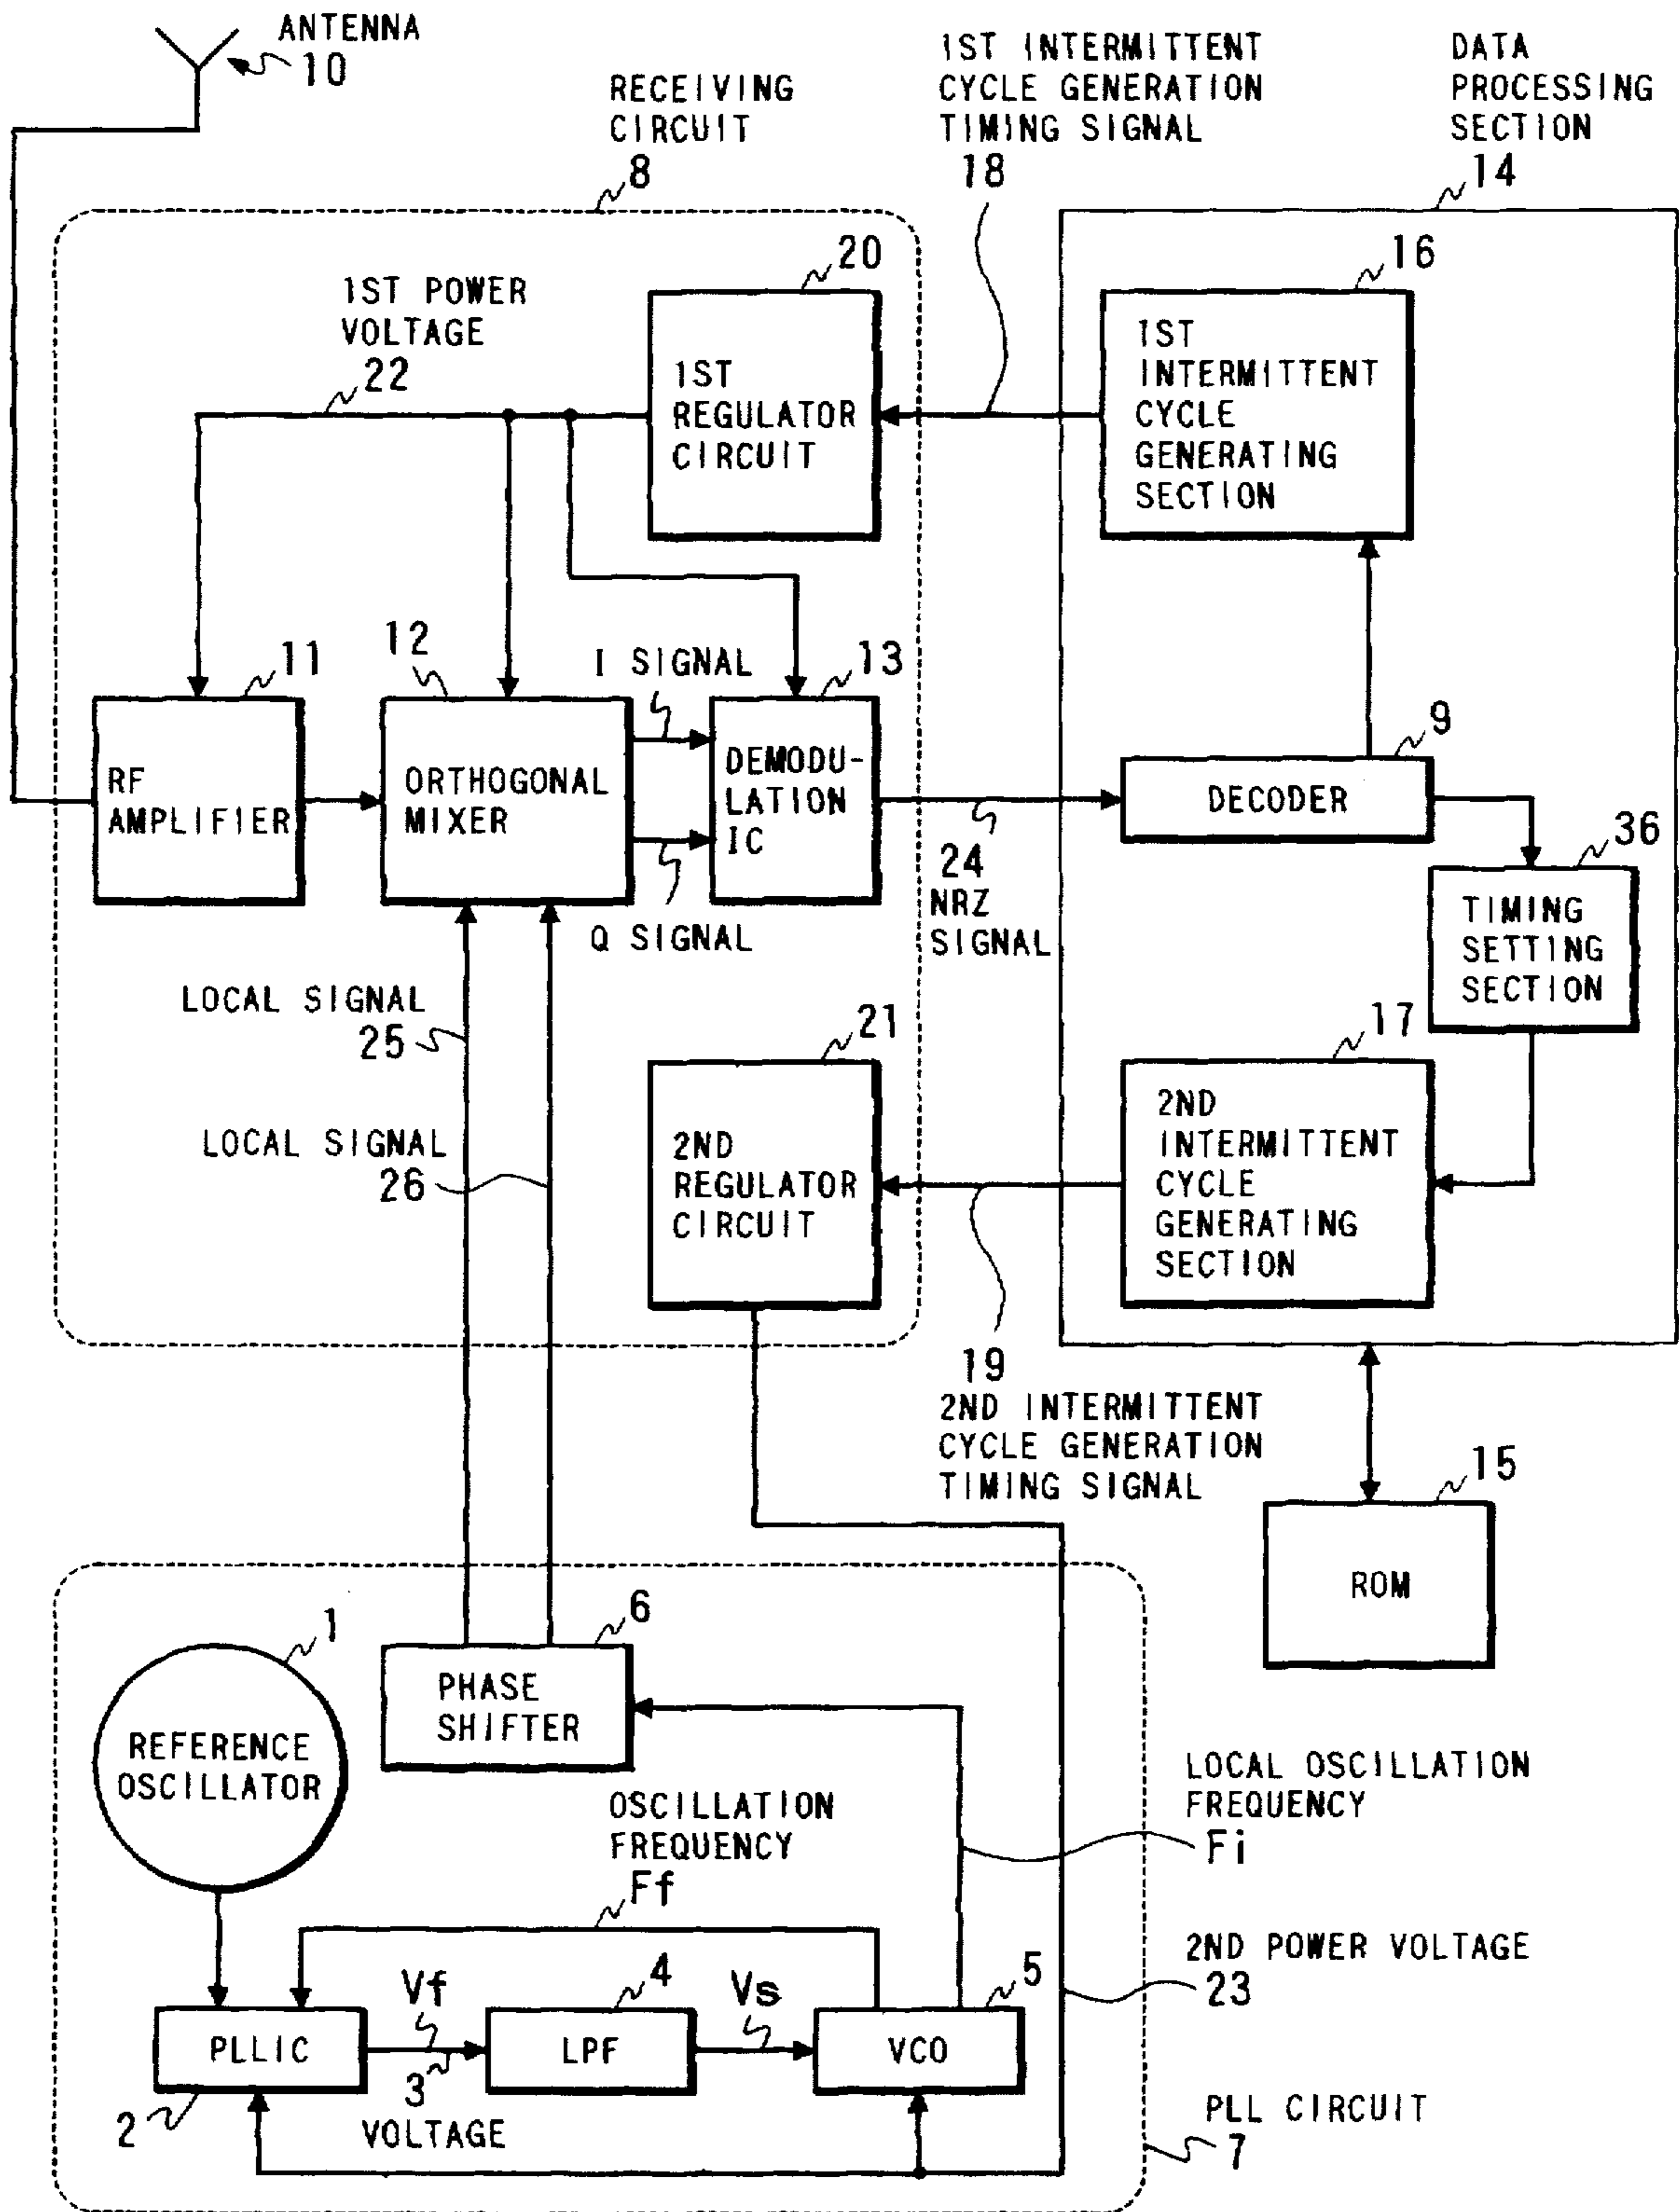 ANTENNA
10
RECEIVING
CIRCUIT
8
1ST INTERMITTENT
CYCLE GENERATION
TIMING SIGNAL
18
DATA
PROCESSING
SECTION
14
1ST POWER
VOLTAGE
22
20
1ST
REGULATOR
CIRCUIT
16
1ST
INTERMITTENT
CYCLE
GENERATING
SECTION
11
RF
AMPLIFIER
12
ORTHOGONAL
MIXER
I SIGNAL
Q SIGNAL
13
DEMODU-
LATION
IC
24
NRZ
SIGNAL
9
DECODER
36
TIMING
SETTING
SECTION
LOCAL SIGNAL
25
LOCAL SIGNAL
26
21
2ND
REGULATOR
CIRCUIT
17
2ND
INTERMITTENT
CYCLE
GENERATING
SECTION
19
2ND INTERMITTENT
CYCLE GENERATION
TIMING SIGNAL
15
ROM
1
REFERENCE
OSCILLATOR
6
PHASE
SHIFTER
OSCILLATION
FREQUENCY
Ff
LOCAL OSCILLATION
FREQUENCY
Fi
2ND POWER VOLTAGE
23
PLLIC
2
Vf
3
VOLTAGE
4
LPF
Vs
5
VCO
PLL CIRCUIT
7